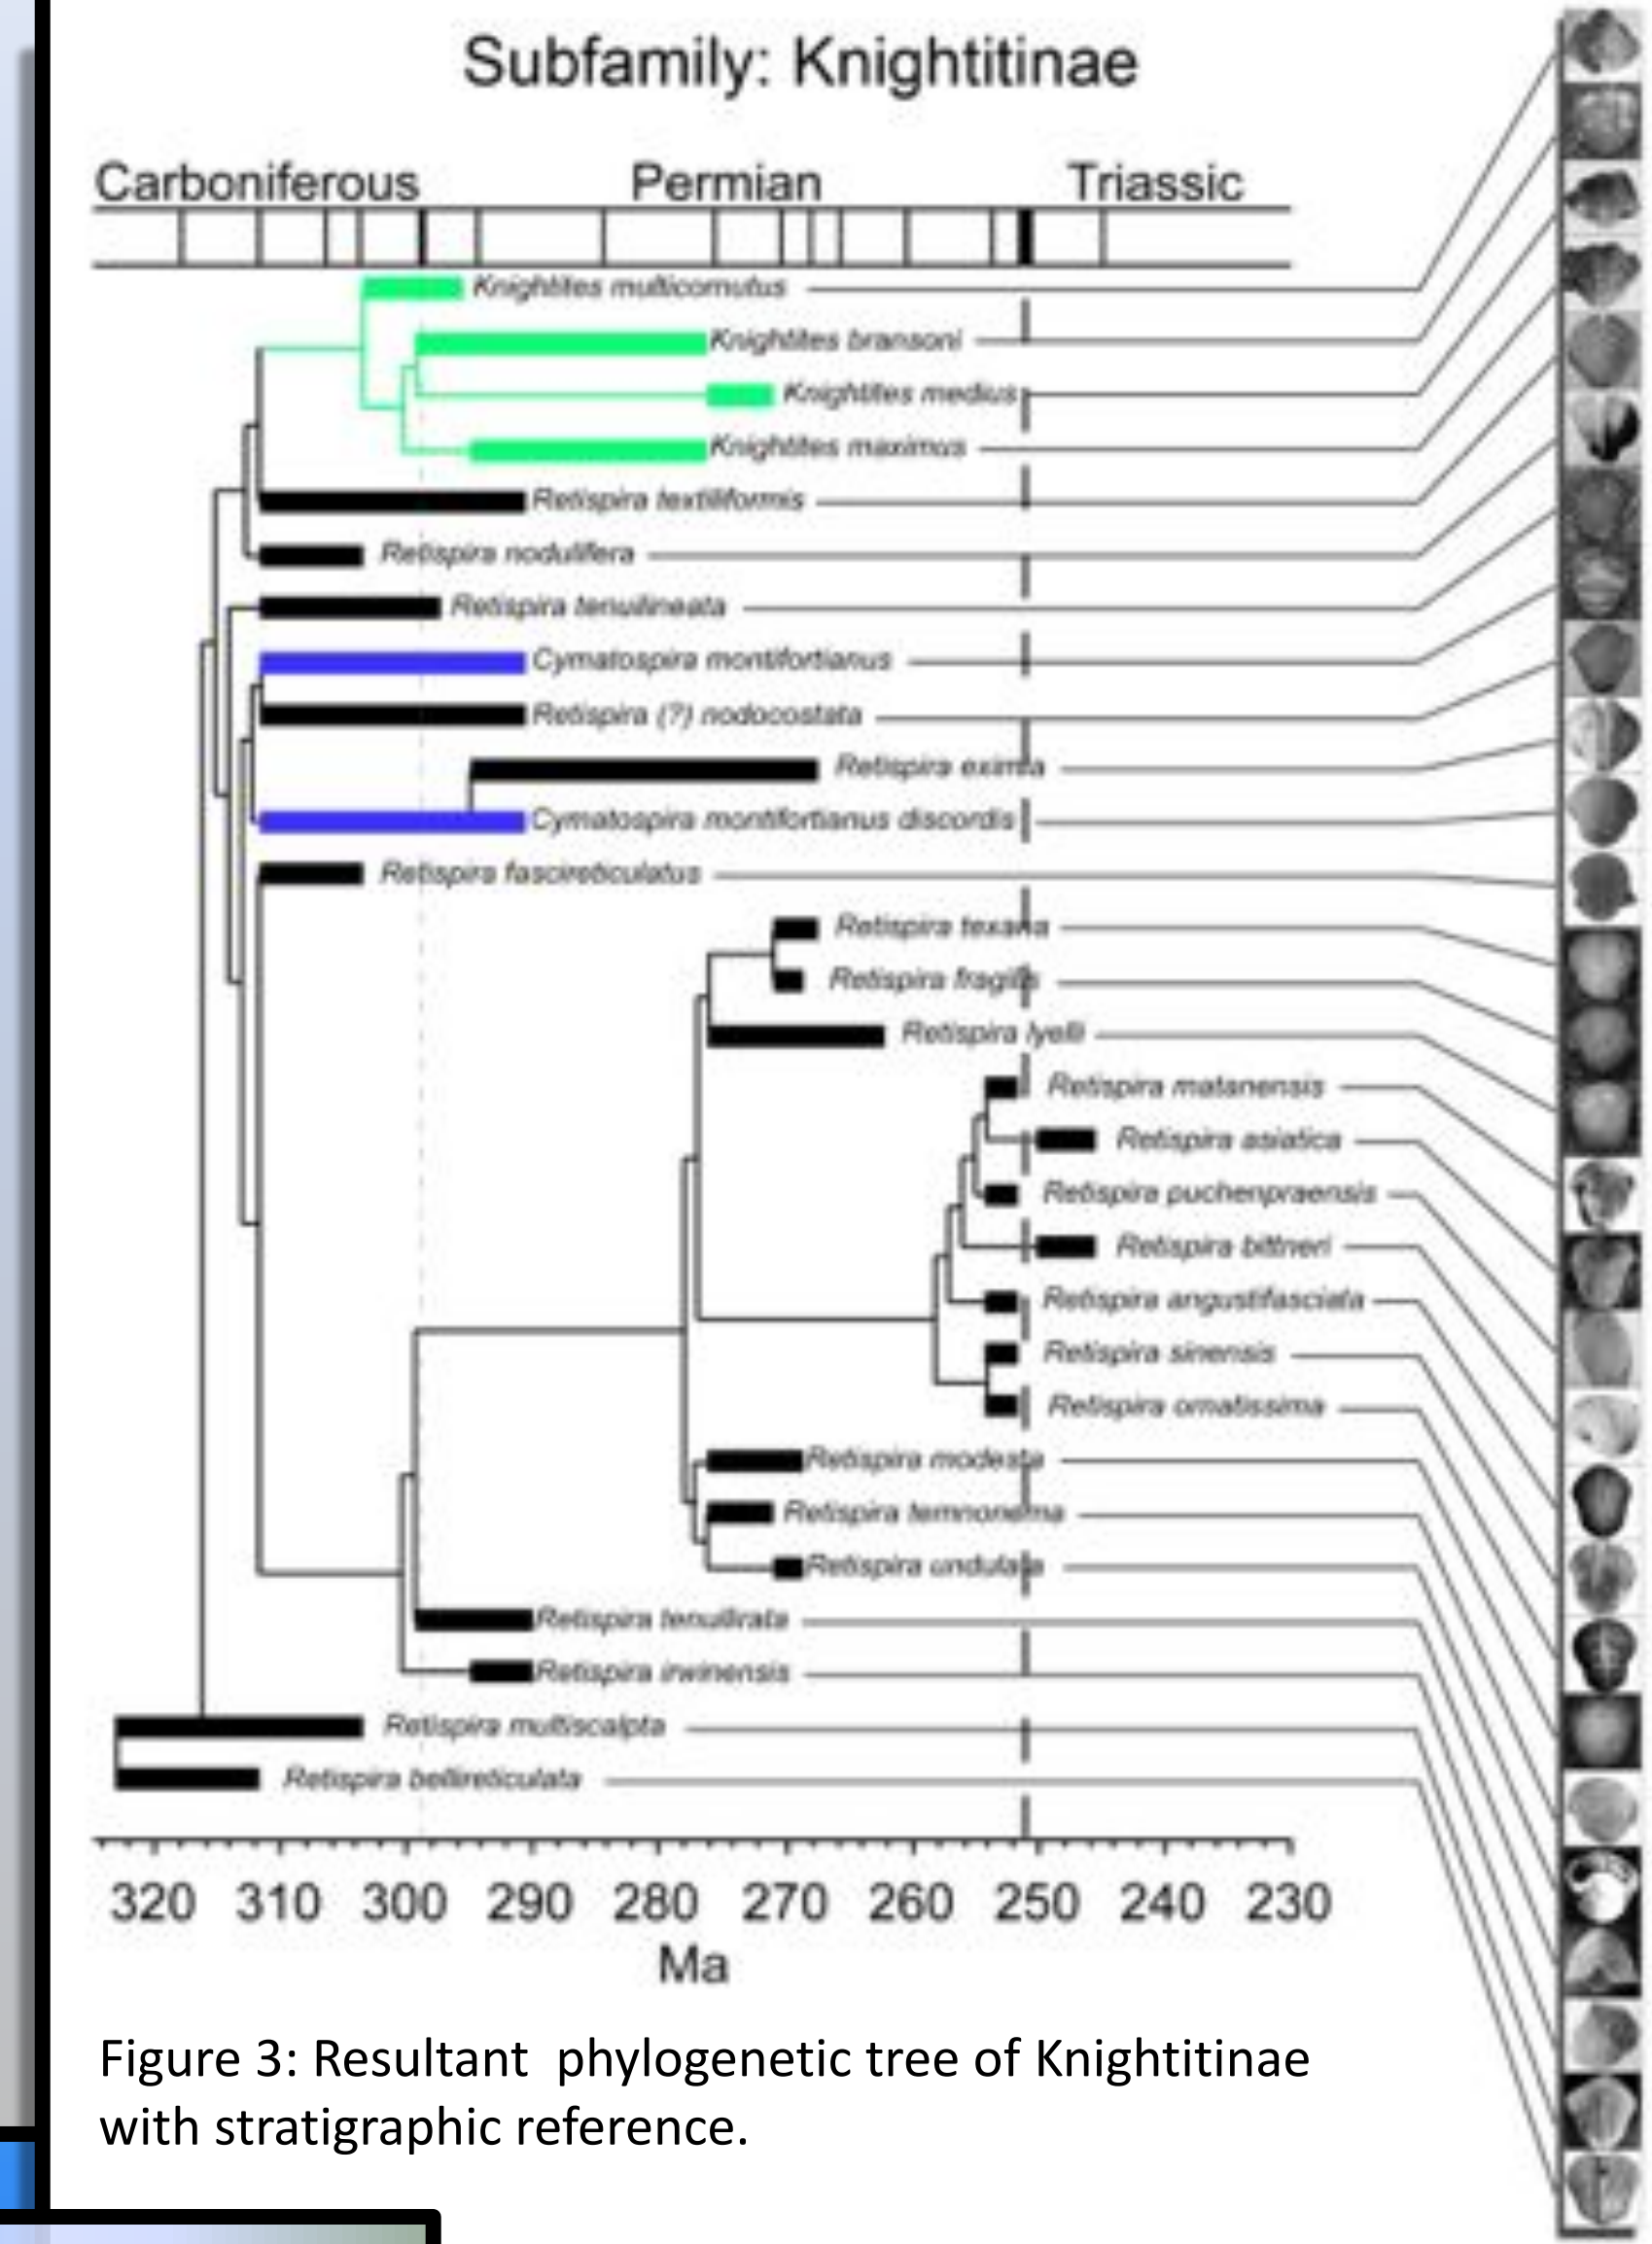 Subfamily: Knightitinae
Carboniferous Permian Triassic
Knightites multicornutus
Knightites bransoni
Knightites medius
Knightites maximus
Retispira textiliformis
Retispira nodulifera
Retispira tenuilineata
Cymatospira montifortianus
Retispira (?) nodocostata
Retispira eximia
Cymatospira montifortianus discordis
Retispira fascireticulatus
Retispira texana
Retispira fragilis
Retispira lyelli
Retispira matanensis
Retispira asiatica
Retispira puchenpraensis
Retispira bittneri
Retispira angustifasciata
Retispira sinensis
Retispira ornatissima
Retispira modesta
Retispira temnonema
Retispira undulata
Retispira tenuilirata
Retispira irwinensis
Retispira multiscalpta
Retispira bellireticulata
320 310 300 290 280 270 260 250 240 230
Ma
Figure 3: Resultant phylogenetic tree of Knightitinae
with stratigraphic reference.